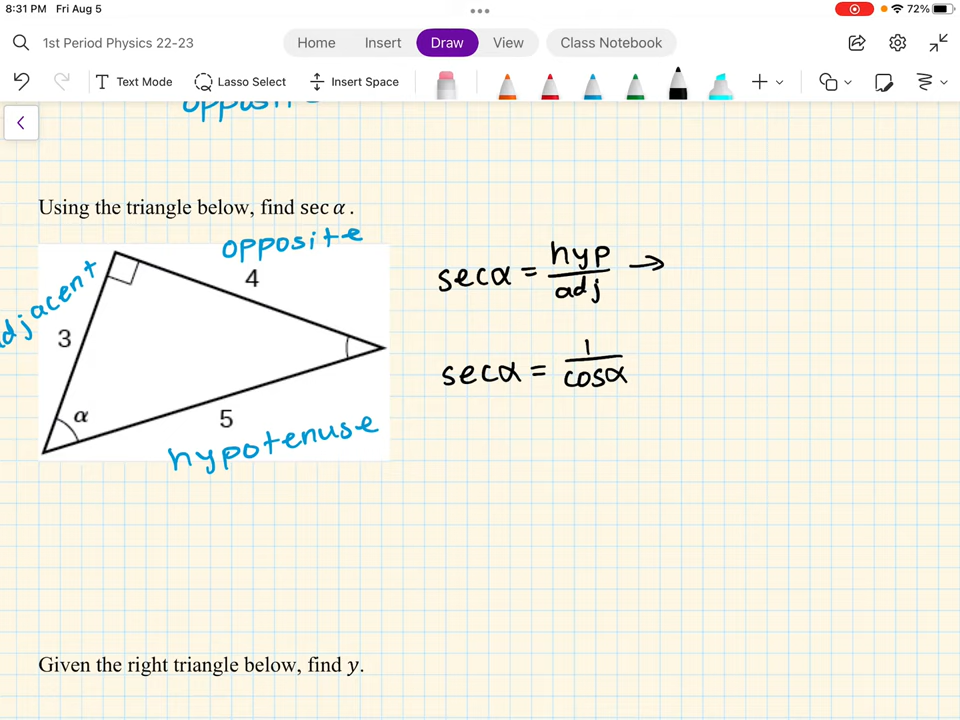 8:31 PM Fri Aug 5
72%
1st Period Physics 22-23
Home Insert Draw View Class Notebook
Text Mode Lasso Select Insert Space
opposite
Using the triangle below, find sec α .
opposite
4
adjacent
3
α
5
hypotenuse
secα = hyp/adj →
secα = 1/cosα
Given the right triangle below, find y.